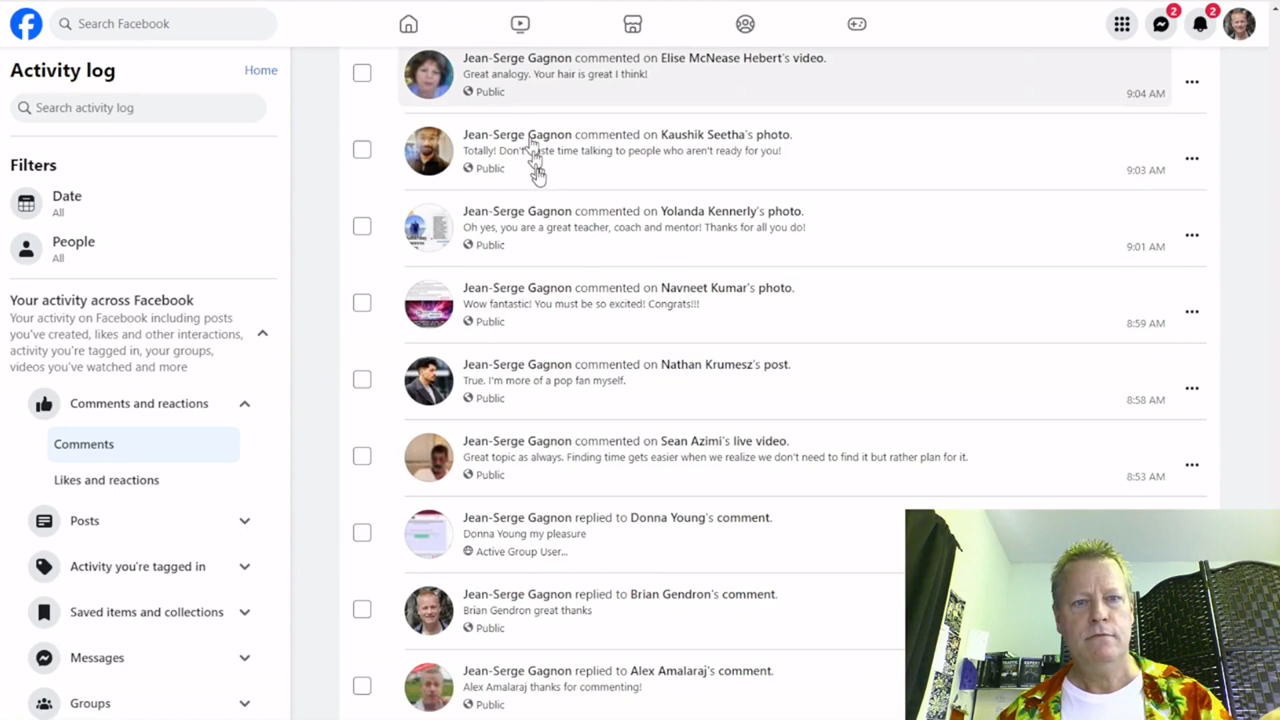 Search Facebook
2
2
Activity log
Home
Search activity log
Filters
Date
All
People
All
Your activity across Facebook
Your activity on Facebook including posts
you've created, likes and other interactions,
activity you're tagged in, your groups,
videos you've watched and more
Comments and reactions
Comments
Likes and reactions
Posts
Activity you're tagged in
Saved items and collections
Messages
Groups
Jean-Serge Gagnon commented on Elise McNease Hebert's video.
Great analogy. Your hair is great I think!
Public
9:04 AM
Jean-Serge Gagnon commented on Kaushik Seetha's photo.
Totally! Don't time talking to people who aren't ready for you!
Public
9:03 AM
Jean-Serge Gagnon commented on Yolanda Kennerly's photo.
Oh yes, you are a great teacher, coach and mentor! Thanks for all you do!
Public
9:01 AM
Jean-Serge Gagnon commented on Navneet Kumar's photo.
Wow fantastic! You must be so excited! Congrats!!!
Public
8:59 AM
Jean-Serge Gagnon commented on Nathan Krumesz's post.
True. I'm more of a pop fan myself.
Public
8:58 AM
Jean-Serge Gagnon commented on Sean Azimi's live video.
Great topic as always. Finding time gets easier when we realize we don't need to find it but rather plan for it.
Public
8:53 AM
Jean-Serge Gagnon replied to Donna Young's comment.
Donna Young my pleasure
Active Group User...
Jean-Serge Gagnon replied to Brian Gendron's comment.
Brian Gendron great thanks
Public
Jean-Serge Gagnon replied to Alex Amalaraj's comment.
Alex Amalaraj thanks for commenting!
Public